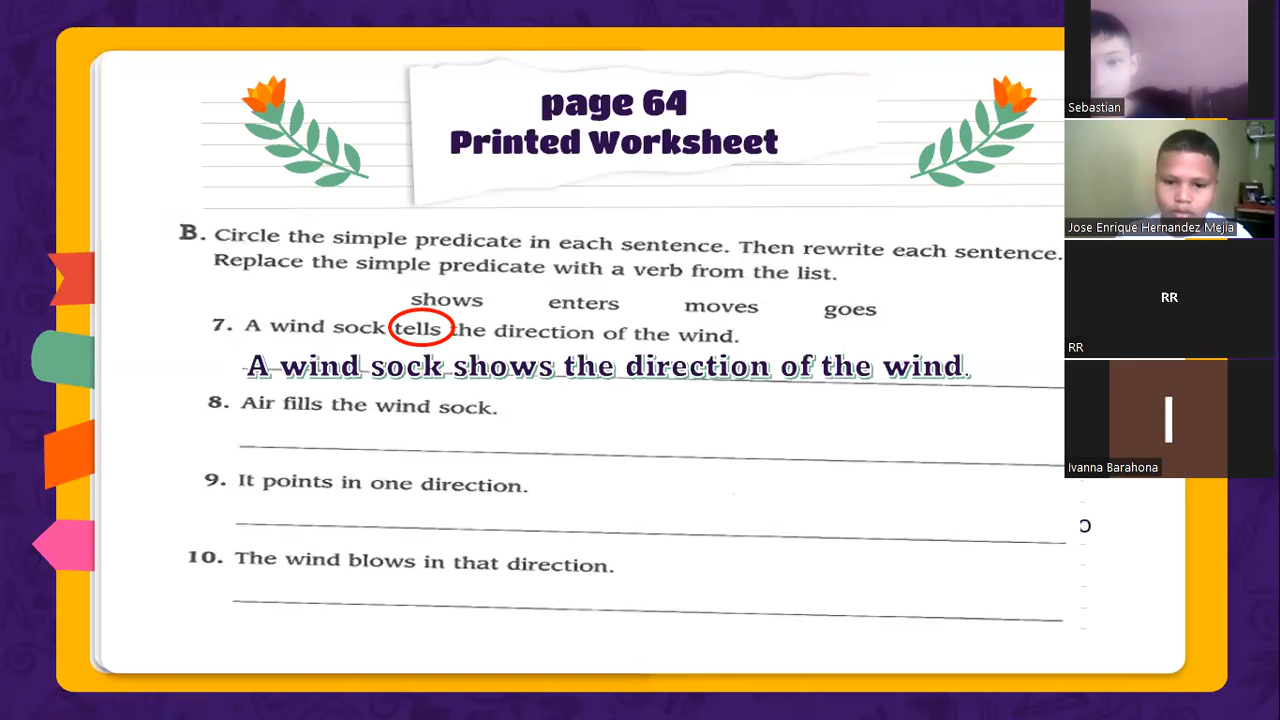 page 64
Printed Worksheet
B. Circle the simple predicate in each sentence. Then rewrite each sentence.
Replace the simple predicate with a verb from the list.
shows enters moves goes
7. A wind sock tells the direction of the wind.
A wind sock shows the direction of the wind.
8. Air fills the wind sock.
9. It points in one direction.
10. The wind blows in that direction.
Sebastian
Jose Enrique Hernandez Mejia
RR
RR
I
Ivanna Barahona